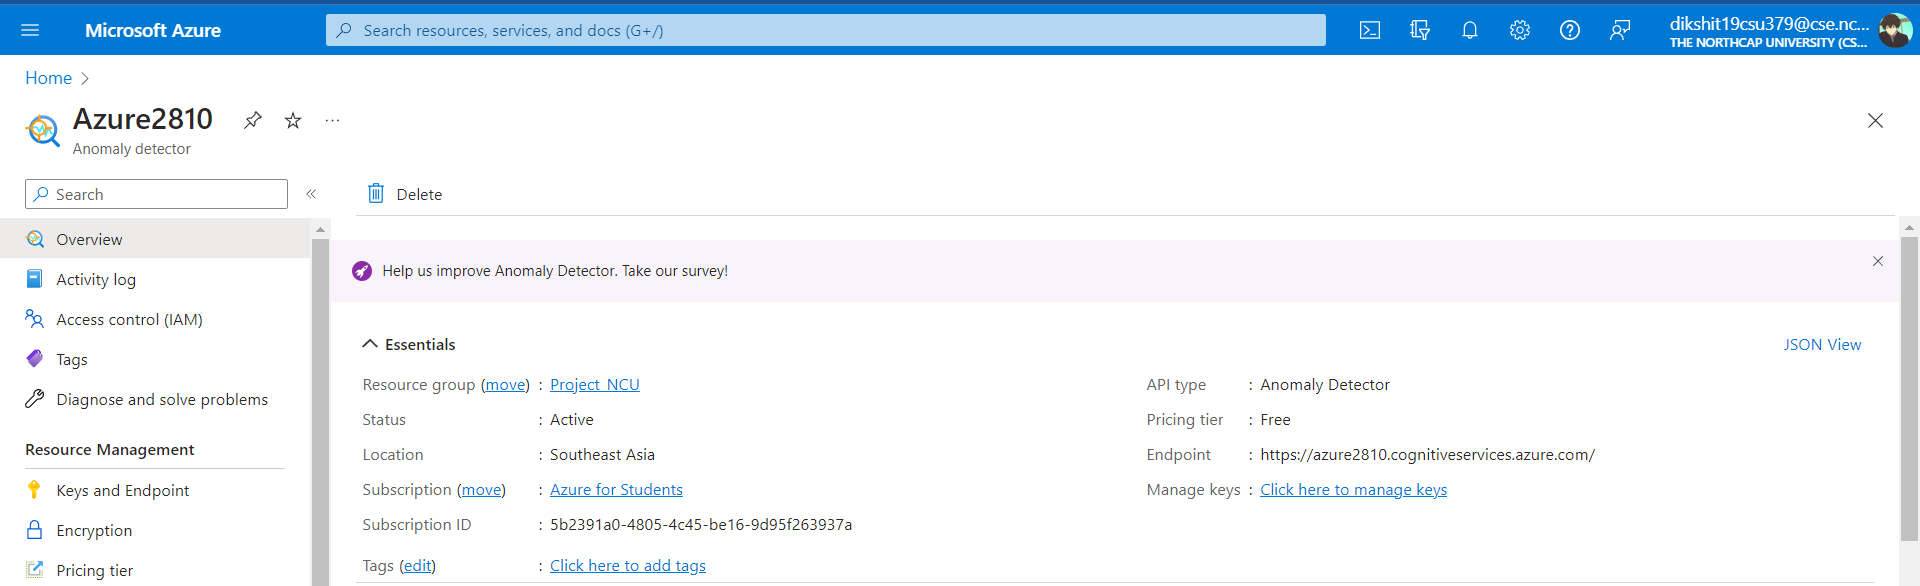 Microsoft Azure
Search resources, services, and docs (G+/)
dikshit19csu379@cse.nc...
THE NORTHCAP UNIVERSITY (CS...
Home
Azure2810
Anomaly detector
Search
Delete
Overview
Activity log
Access control (IAM)
Tags
Diagnose and solve problems
Resource Management
Keys and Endpoint
Encryption
Pricing tier
Help us improve Anomaly Detector. Take our survey!
Essentials
JSON View
Resource group (move) : Project_NCU
Status : Active
Location : Southeast Asia
Subscription (move) : Azure for Students
Subscription ID : 5b2391a0-4805-4c45-be16-9d95f263937a
Tags (edit) : Click here to add tags
API type : Anomaly Detector
Pricing tier : Free
Endpoint : https://azure2810.cognitiveservices.azure.com/
Manage keys : Click here to manage keys